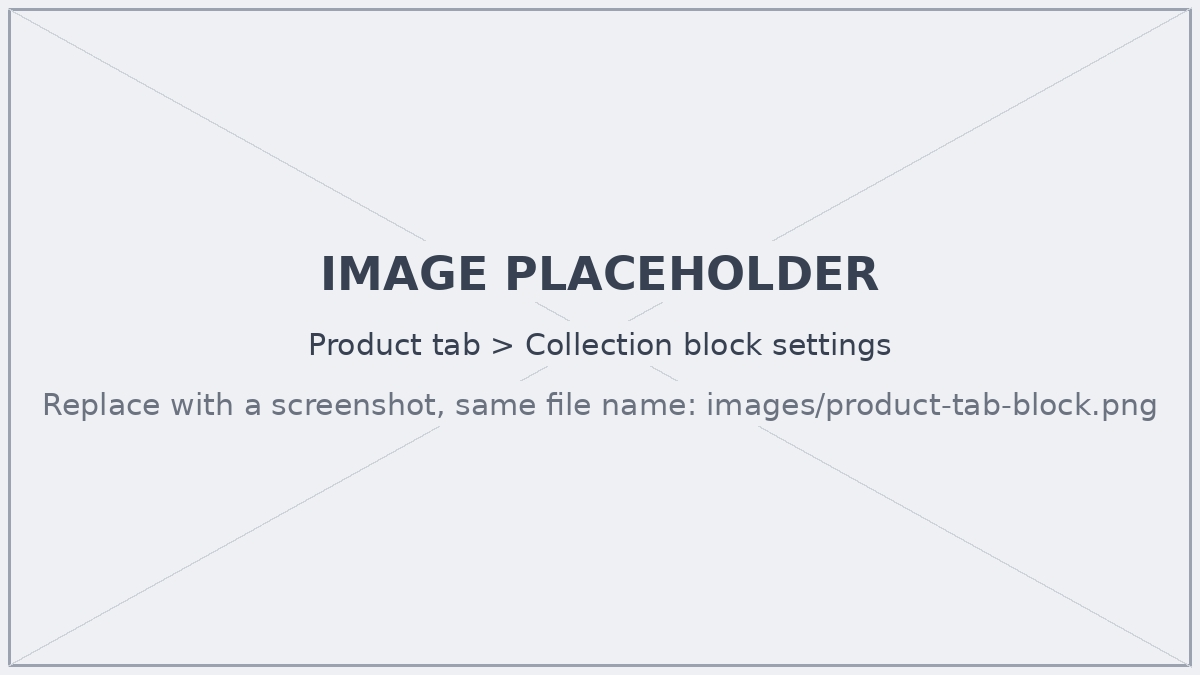 IMAGE PLACEHOLDER
Product tab > Collection block settings
Replace with a screenshot, same file name: images/product-tab-block.png